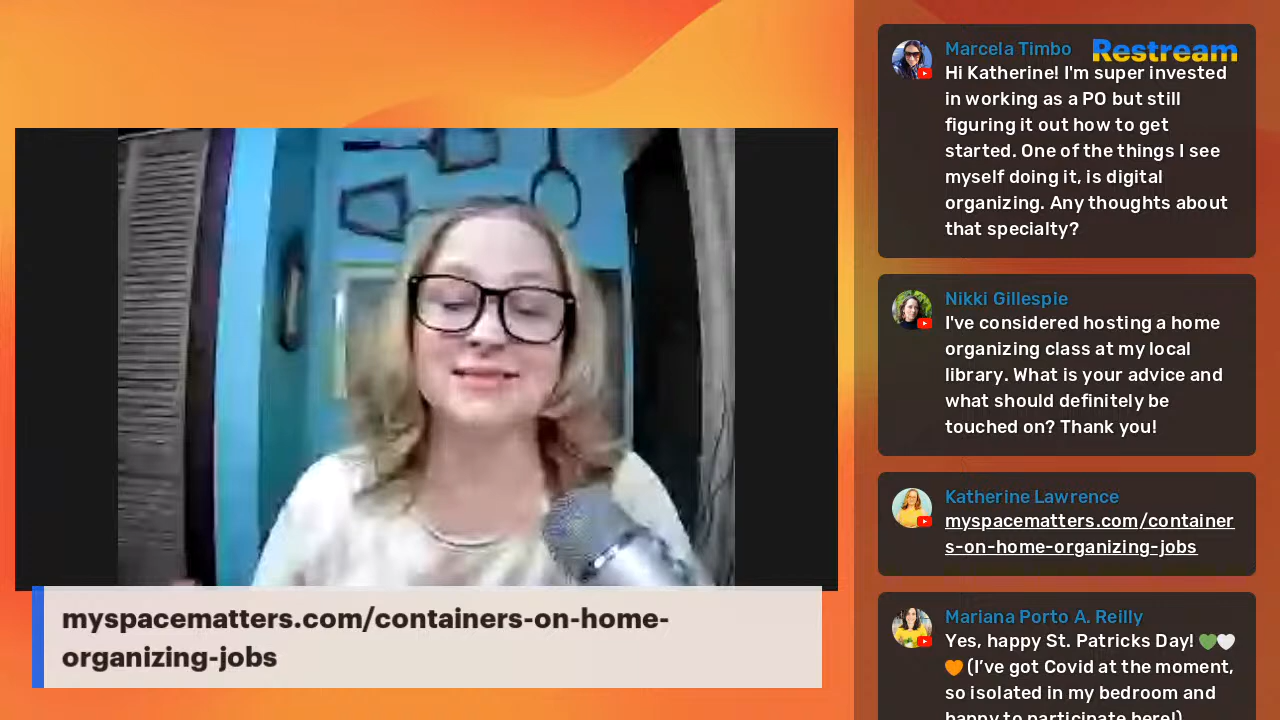 Marcela Timbo
Restream
Hi Katherine! I'm super invested
in working as a PO but still
figuring it out how to get
started. One of the things I see
myself doing it, is digital
organizing. Any thoughts about
that specialty?
Nikki Gillespie
I've considered hosting a home
organizing class at my local
library. What is your advice and
what should definitely be
touched on? Thank you!
Katherine Lawrence
myspacematters.com/container
s-on-home-organizing-jobs
Mariana Porto A. Reilly
Yes, happy St. Patricks Day! 💚🤍
🧡 (I’ve got Covid at the moment,
so isolated in my bedroom and
happy to participate here!)
myspacematters.com/containers-on-home-
organizing-jobs